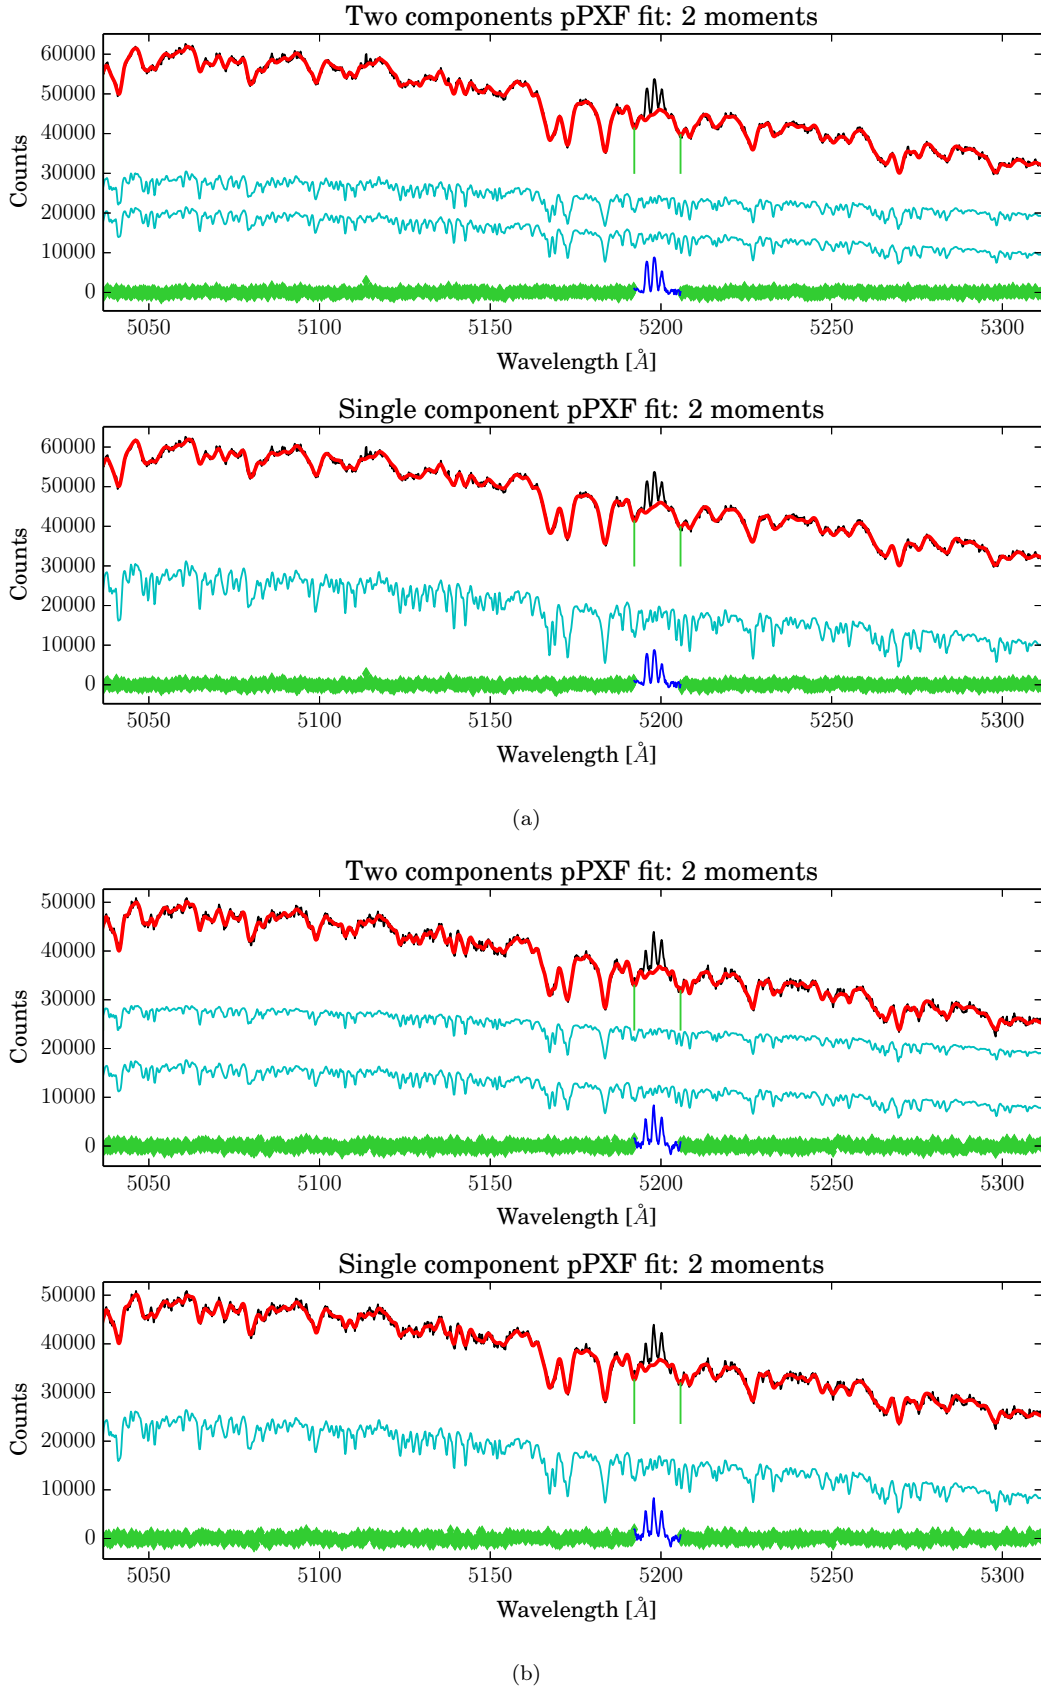 Two components pPXF fit: 2 moments
60000
50000
40000
30000
20000
10000
0
Counts
5050 5100 5150 5200 5250 5300
Wavelength [Å]
Single component pPXF fit: 2 moments
60000
50000
40000
30000
20000
10000
0
Counts
5050 5100 5150 5200 5250 5300
Wavelength [Å]
(a)
Two components pPXF fit: 2 moments
50000
40000
30000
20000
10000
0
Counts
5050 5100 5150 5200 5250 5300
Wavelength [Å]
Single component pPXF fit: 2 moments
50000
40000
30000
20000
10000
0
Counts
5050 5100 5150 5200 5250 5300
Wavelength [Å]
(b)